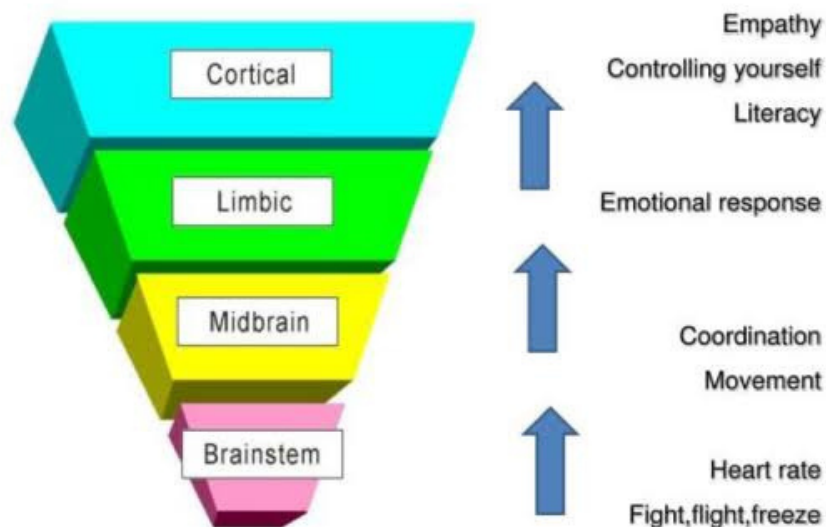 Cortical
Limbic
Midbrain
Brainstem
Empathy
Controlling yourself
Literacy
Emotional response
Coordination
Movement
Heart rate
Fight,flight,freeze